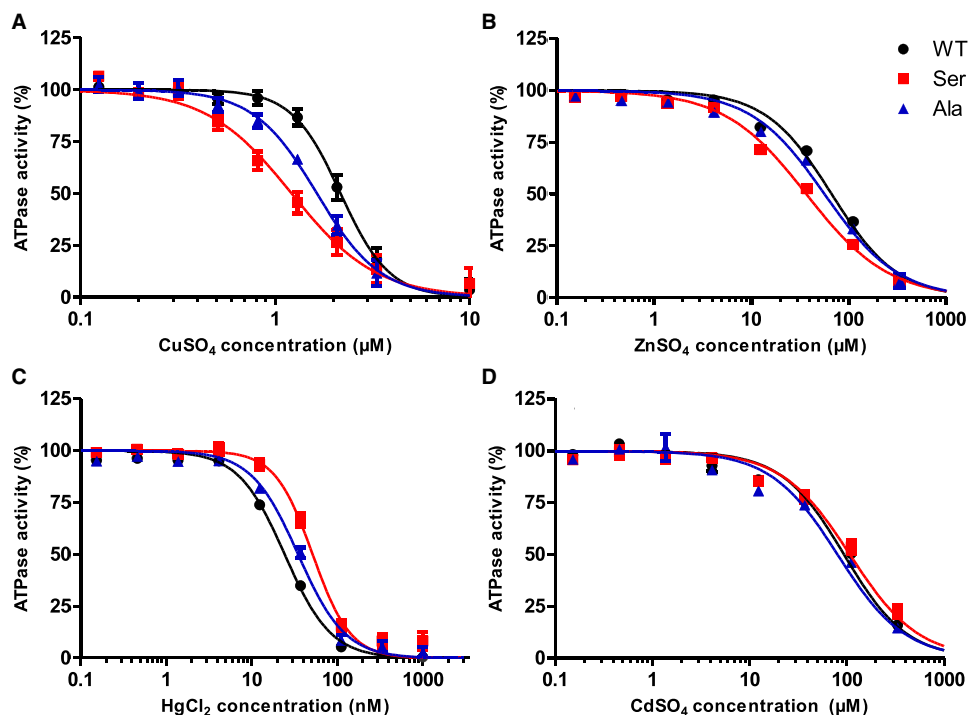 A
ATPase activity (%)
125
100
75
50
25
0
0.1
1
10
CuSO4 concentration (µM)
B
ATPase activity (%)
125
100
75
50
25
0
0.1
1
10
100
1000
ZnSO4 concentration (µM)
WT
Ser
Ala
C
ATPase activity (%)
125
100
75
50
25
0
0.1
1
10
100
1000
HgCl2 concentration (nM)
D
ATPase activity (%)
125
100
75
50
25
0
0.1
1
10
100
1000
CdSO4 concentration (µM)